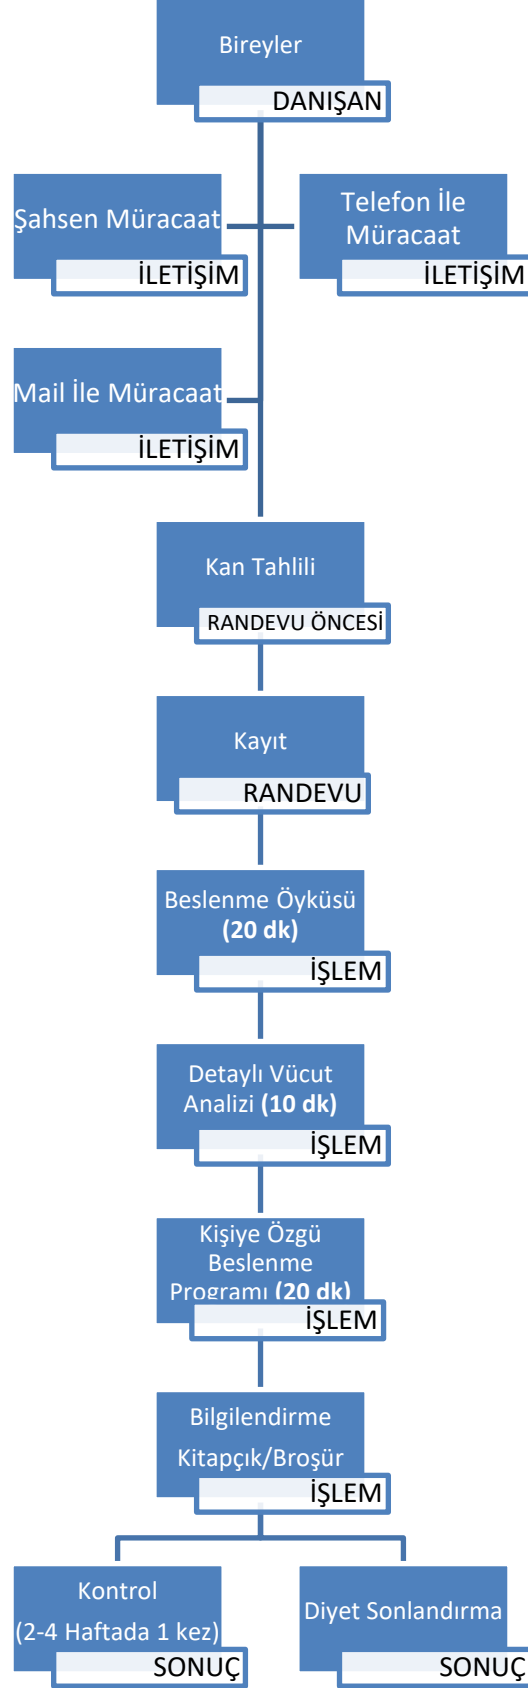 Bireyler
DANIŞAN
Şahsen Müracaat
İLETİŞİM
Telefon İle
Müracaat
İLETİŞİM
Mail İle Müracaat
İLETİŞİM
Kan Tahlili
RANDEVU ÖNCESİ
Kayıt
RANDEVU
Beslenme Öyküsü
(20 dk)
İŞLEM
Detaylı Vücut
Analizi (10 dk)
İŞLEM
Kişiye Özgü
Beslenme
Programı (20 dk)
İŞLEM
Bilgilendirme
Kitapçık/Broşür
İŞLEM
Kontrol
(2-4 Haftada 1 kez)
SONUÇ
Diyet Sonlandırma
SONUÇ